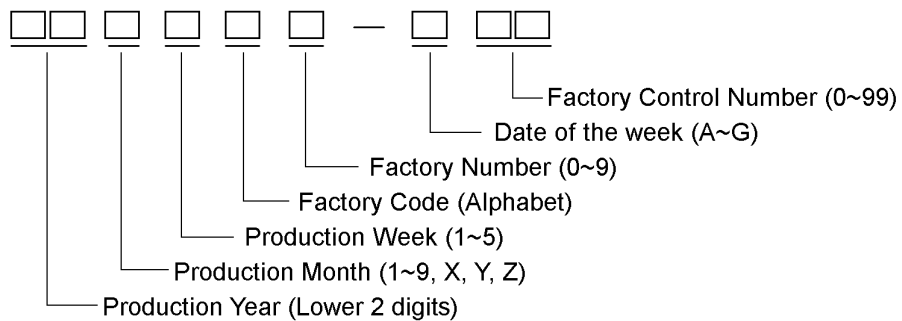 Factory Control Number (0~99)
Date of the week (A~G)
Factory Number (0~9)
Factory Code (Alphabet)
Production Week (1~5)
Production Month (1~9, X, Y, Z)
Production Year (Lower 2 digits)